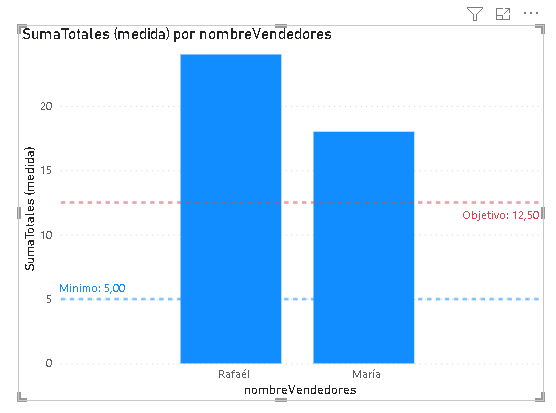 SumaTotales (medida) por nombreVendedores
SumaTotales (medida)
20
15
10
5
0
Objetivo: 12,50
Mínimo: 5,00
Rafaél
María
nombreVendedores